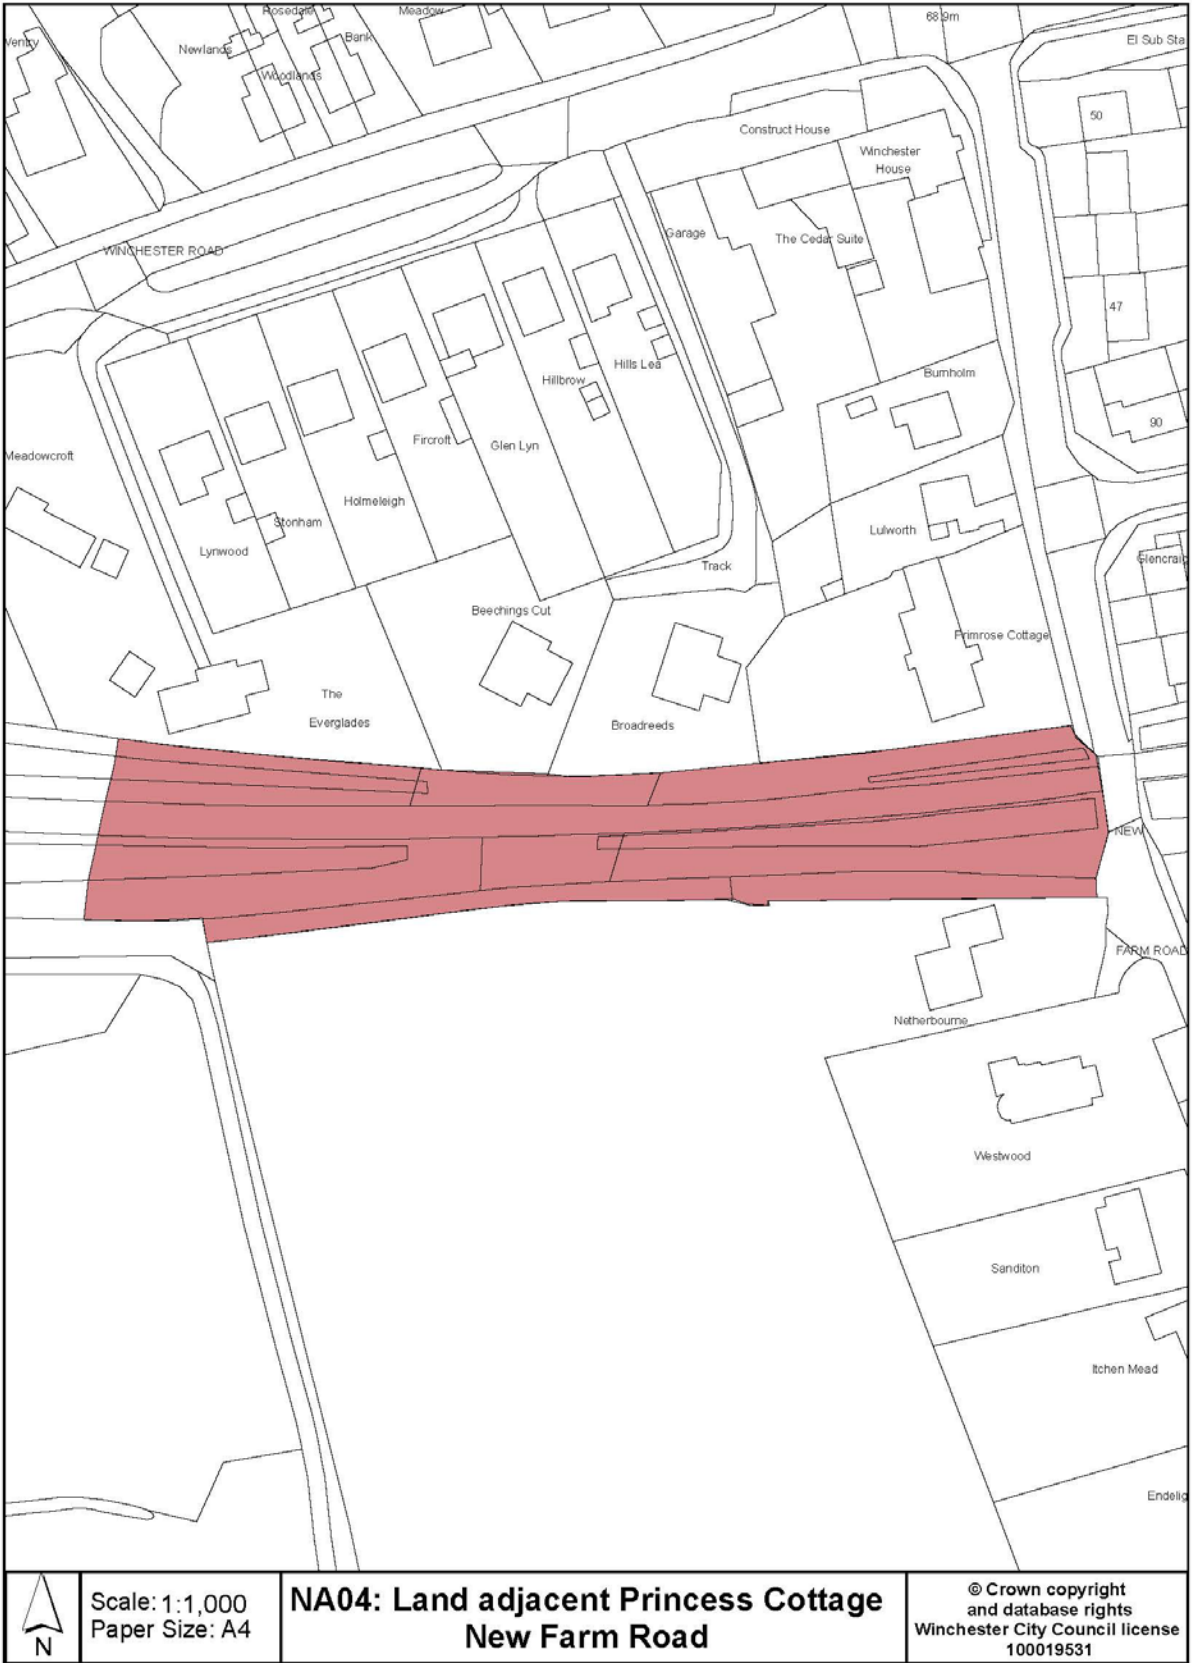 Rosedale
Meadow
68.9m
Ventry
Newlands
Bank
El Sub Sta
Woodlands
50
Construct House
Winchester
House
WINCHESTER ROAD
Garage
The Cedar Suite
47
Hills Lea
Burnholm
Hillbrow
90
Fircroft
Glen Lyn
Meadowcroft
Holmeleigh
Stonham
Lulworth
Lynwood
Track
Glencraig
Beechings Cut
Primrose Cottage
The
Everglades
Broadreeds
NEW
FARM ROAD
Netherbourne
Westwood
Sanditon
Itchen Mead
Endelig
N
Scale: 1:1,000
Paper Size: A4
NA04: Land adjacent Princess Cottage
New Farm Road
© Crown copyright
and database rights
Winchester City Council license
100019531